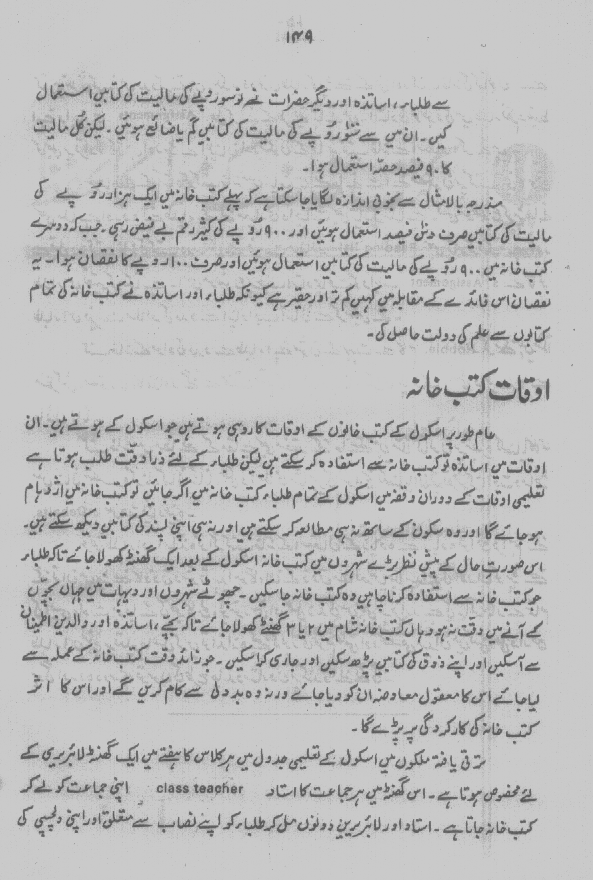 ۱۴۹
سے طلباء، اساتذہ اور دیگر حضرات نے نو سو روپے کی مالیت کی کتابیں استعمال
کیں۔ ان میں سے سَو روپے کی مالیت کی کتابیں گم یا ضائع ہوئیں۔ لیکن کُل مالیت
کا ۹۰ فیصد حصّہ استعمال ہوا۔
مندرجہ بالا مثال سے بخوبی اندازہ لگایا جا سکتا ہے کہ پہلے کتب خانہ میں ایک ہزار روپے کی
مالیت کی کتابیں صرف دس فیصد استعمال ہوئیں اور ۹۰۰ روپے کی کثیر رقم بے فیض رہی۔ جب کہ دوسرے
کتب خانہ میں ۹۰۰ روپے کی مالیت کی کتابیں استعمال ہوئیں اور صرف ۱۰۰ روپے کا نقصان ہوا۔ یہ
نقصان اس فائدے کے مقابلہ میں کہیں کم تر اور حقیر ہے کیونکہ طلباء اور اساتذہ نے کتب خانہ کی تمام
کتابوں سے علم کی دولت حاصل کی۔
اوقات کتب خانہ
عام طور پر اسکول کے کتب خانوں کے اوقات کار وہی ہوتے ہیں جو اسکول کے ہوتے ہیں۔ ان
اوقات میں اساتذہ تو کتب خانہ سے استفادہ کر سکتے ہیں لیکن طلباء کے لئے ذرا دقّت طلب ہوتا ہے
تعلیمی اوقات کے دوران وقفہ میں اسکول کے تمام طلباء کتب خانہ میں اگر جائیں تو کتب خانہ میں اژدہام
ہو جائے گا اور وہ سکون کے ساتھ نہ ہی مطالعہ کر سکتے ہیں اور نہ ہی اپنی پسند کی کتابیں دیکھ سکتے ہیں۔
اس صورتِ حال کے پیشِ نظر بڑے شہروں میں کتب خانہ اسکول کے بعد ایک گھنٹہ کھولا جائے تاکہ طلباء
جو کتب خانہ سے استفادہ کرنا چاہیں وہ کتب خانہ جا سکیں۔ چھوٹے شہروں اور دیہات میں جہاں بچوں
کے آنے میں دقت نہ ہو وہاں کتب خانہ شام میں ۲ یا ۳ گھنٹے کھولا جائے تاکہ بچے، اساتذہ اور والدین اطمینان
سے آسکیں اور اپنے ذوق کی کتابیں پڑھ سکیں اور جاری کرا سکیں۔ جو زائد وقت کتب خانہ کے عملہ سے
لیا جائے اس کا معقول معاوضہ ان کو دیا جائے ورنہ وہ بددلی سے کام کریں گے اور اس کا اثر
کتب خانہ کی کارکردگی پر پڑے گا۔
ترقی یافتہ ملکوں میں اسکول کے تعلیمی جدول میں ہر کلاس کا ہفتے میں ایک گھنٹہ لائبریری کے
لئے مخصوص ہوتا ہے۔ اس گھنٹہ میں ہر جماعت کا استاد class teacher اپنی جماعت کو لے کر
کتب خانہ جاتا ہے۔ استاد اور لائبریرین دونوں مل کر طلباء کو اپنے نصاب سے متعلق اور اپنی دلچسپی کی